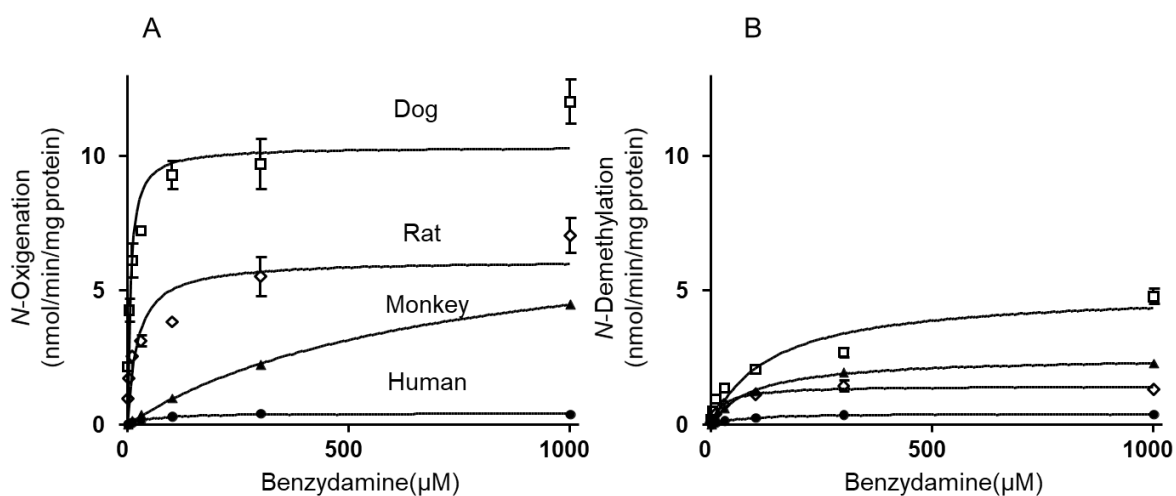 A
N-Oxigenation
(nmol/min/mg protein)
10
5
0
Dog
Rat
Monkey
Human
0
500
1000
Benzydamine(μM)
B
N-Demethylation
(nmol/min/mg protein)
10
5
0
0
500
1000
Benzydamine(μM)